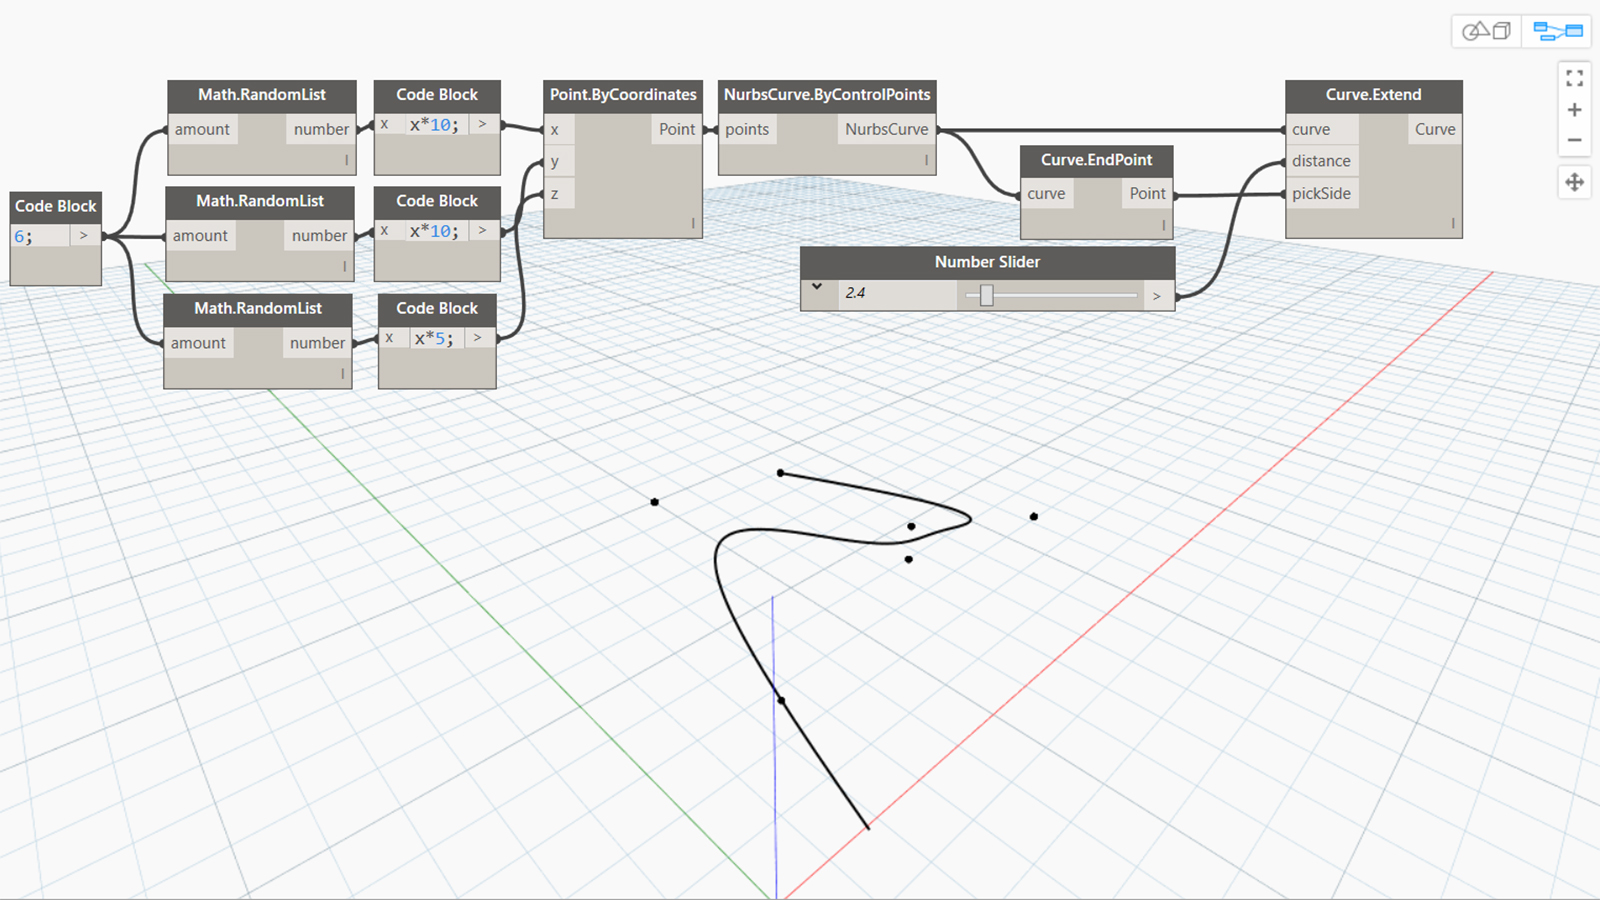 Code Block
6; >
Math.RandomList
amount number
Math.RandomList
amount number
Math.RandomList
amount number
Code Block
x x*10; >
Code Block
x x*10; >
Code Block
x x*5; >
Point.ByCoordinates
x Point
y
z
NurbsCurve.ByControlPoints
points NurbsCurve
Curve.EndPoint
curve Point
Number Slider
2.4 >
Curve.Extend
curve Curve
distance
pickSide